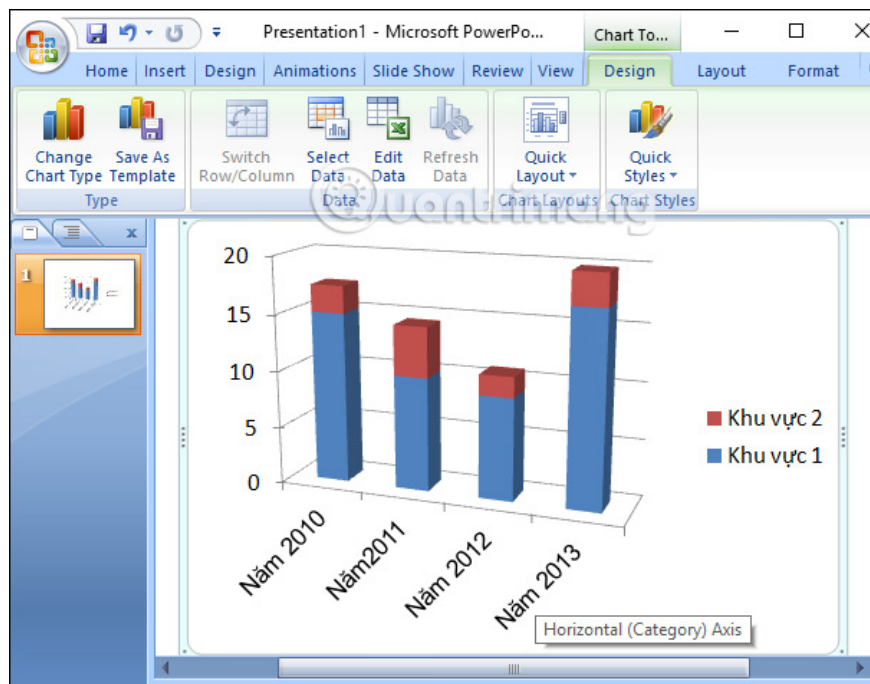 Presentation1 - Microsoft PowerPo...
Chart To...
Home Insert Design Animations Slide Show Review View Design Layout Format
Change Chart Type
Save As Template
Switch Row/Column
Select Data
Edit Data
Refresh Data
Quick Layout
Quick Styles
Type
Data
Chart Layouts
Chart Styles
Quantrimang
1
20
15
10
5
0
Năm 2010
Năm2011
Năm 2012
Năm 2013
Khu vực 2
Khu vực 1
Horizontal (Category) Axis